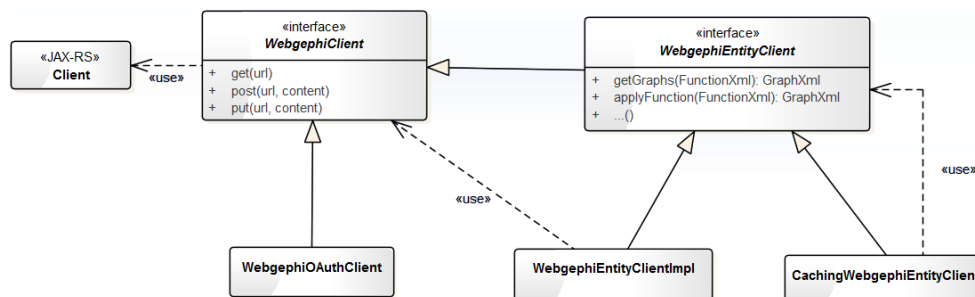 «JAX-RS»
Client
«use»
«interface»
WebgephiClient
+ get(url)
+ post(url, content)
+ put(url, content)
«interface»
WebgephiEntityClient
+ getGraphs(FunctionXml): GraphXml
+ applyFunction(FunctionXml): GraphXml
+ ...()
«use»
«use»
WebgephiOAuthClient
WebgephiEntityClientImpl
CachingWebgephiEntityClient